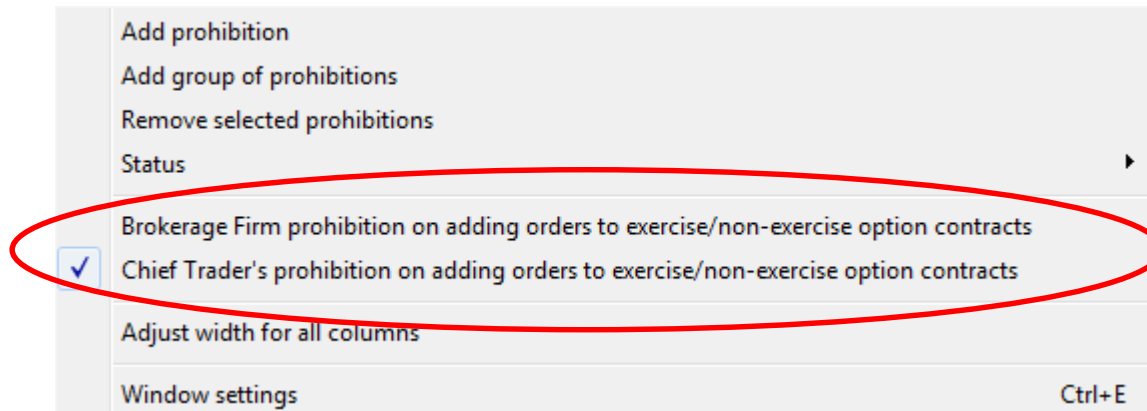 Add prohibition
Add group of prohibitions
Remove selected prohibitions
Status
Brokerage Firm prohibition on adding orders to exercise/non-exercise option contracts
Chief Trader's prohibition on adding orders to exercise/non-exercise option contracts
Adjust width for all columns
Window settings Ctrl+E